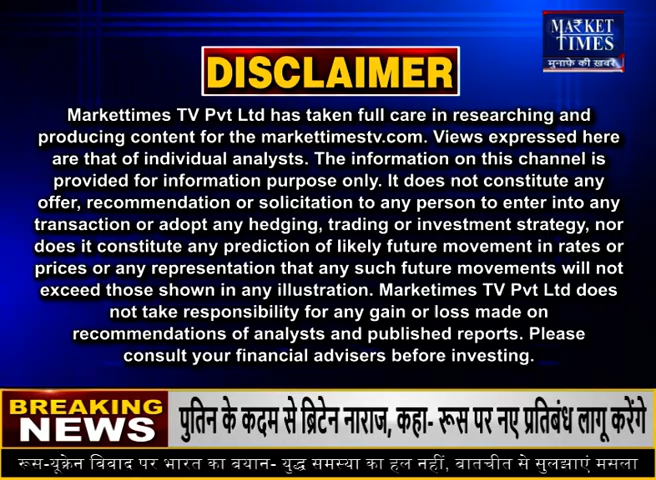 MARKET
TIMES
मुनाफे की ख़बर
DISCLAIMER
Markettimes TV Pvt Ltd has taken full care in researching and
producing content for the markettimestv.com. Views expressed here
are that of individual analysts. The information on this channel is
provided for information purpose only. It does not constitute any
offer, recommendation or solicitation to any person to enter into any
transaction or adopt any hedging, trading or investment strategy, nor
does it constitute any prediction of likely future movement in rates or
prices or any representation that any such future movements will not
exceed those shown in any illustration. Marketimes TV Pvt Ltd does
not take responsibility for any gain or loss made on
recommendations of analysts and published reports. Please
consult your financial advisers before investing.
BREAKING
NEWS
पुतिन के कदम से ब्रिटेन नाराज, कहा- रूस पर नए प्रतिबंध लागू करेंगे
रूस-यूक्रेन विवाद पर भारत का बयान- युद्ध समस्या का हल नहीं, बातचीत से सुलझाएं मसला